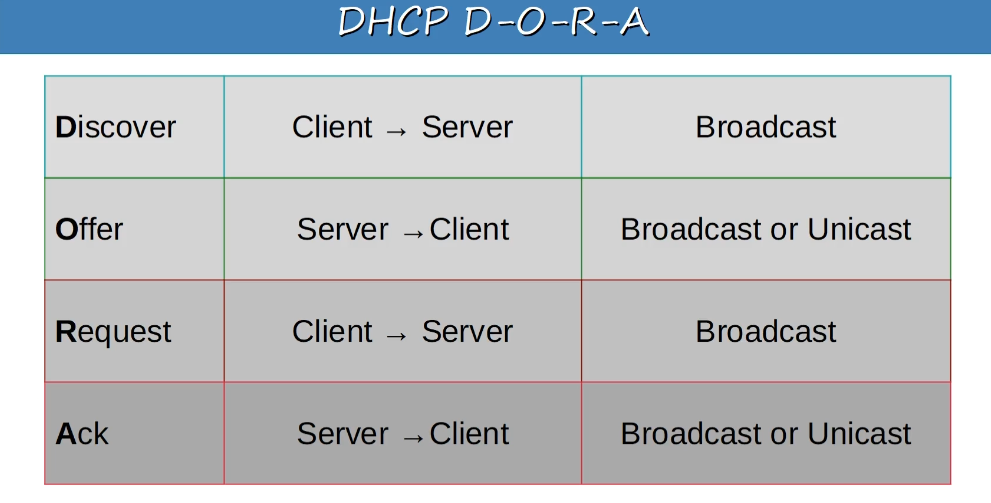 DHCP D-O-R-A
Discover Client → Server Broadcast
Offer Server →Client Broadcast or Unicast
Request Client → Server Broadcast
Ack Server →Client Broadcast or Unicast